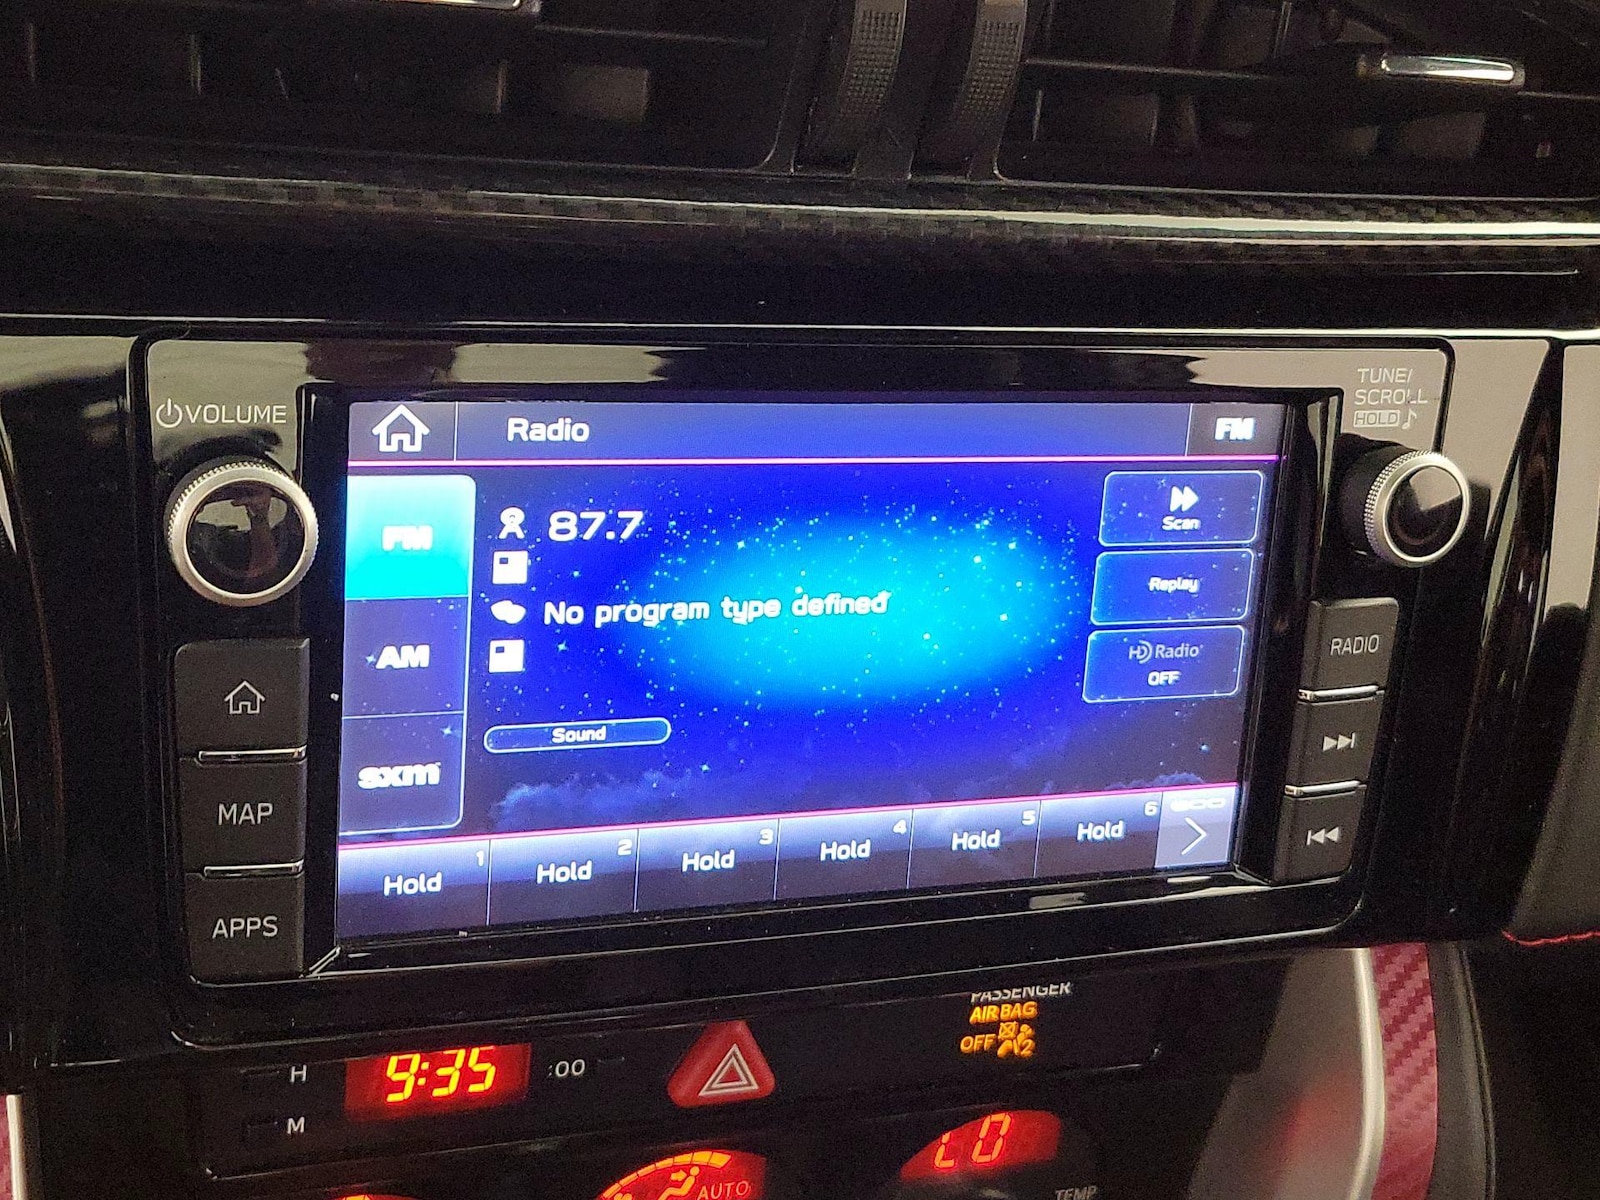 VOLUME
TUNE/
SCROLL
HOLD
Radio
FM
FM
87.7
Scan
No program type defined
Replay
AM
HD Radio
OFF
RADIO
Sound
sxm
MAP
APPS
1
Hold
2
Hold
3
Hold
4
Hold
5
Hold
6
Hold
PASSENGER
AIR BAG
OFF
2
H
9:35
:00
M
LO
AUTO
TEMP